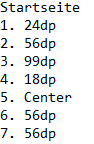 Startseite
1. 24dp
2. 56dp
3. 99dp
4. 18dp
5. Center
6. 56dp
7. 56dp